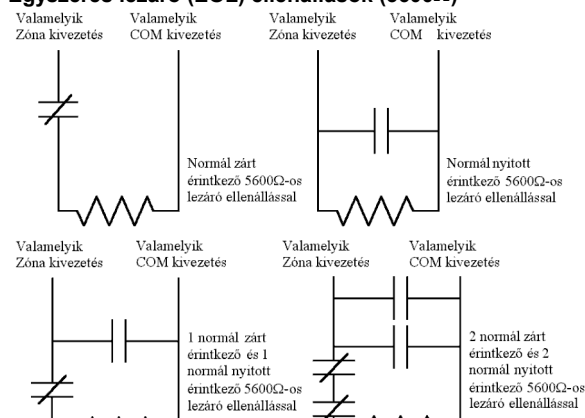 Egyszeres lezáró (EOL) ellenállások (5600Ω)
Valamelyik
Zóna kivezetés
Valamelyik
COM kivezetés
Valamelyik
Zóna kivezetés
Valamelyik
COM kivezetés
Normál zárt
érintkező 5600Ω-os
lezáró ellenállással
Normál nyitott
érintkező 5600Ω-os
lezáró ellenállással
Valamelyik
Zóna kivezetés
Valamelyik
COM kivezetés
Valamelyik
Zóna kivezetés
Valamelyik
COM kivezetés
1 normál zárt
érintkező és 1
normál nyitott
érintkező 5600Ω-os
lezáró ellenállással
2 normál zárt
érintkező és 2
normál nyitott
érintkező 5600Ω-os
lezáró ellenállással